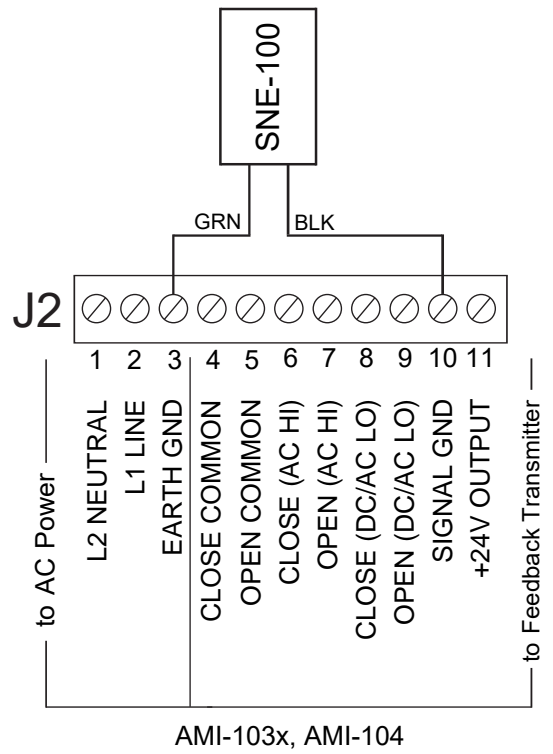 SNE-100
GRN
BLK
J2
1 2 3 4 5 6 7 8 9 10 11
L2 NEUTRAL
L1 LINE
EARTH GND
CLOSE COMMON
OPEN COMMON
CLOSE (AC HI)
OPEN (AC HI)
CLOSE (DC/AC LO)
OPEN (DC/AC LO)
SIGNAL GND
+24V OUTPUT
to AC Power
to Feedback Transmitter
AMI-103x, AMI-104